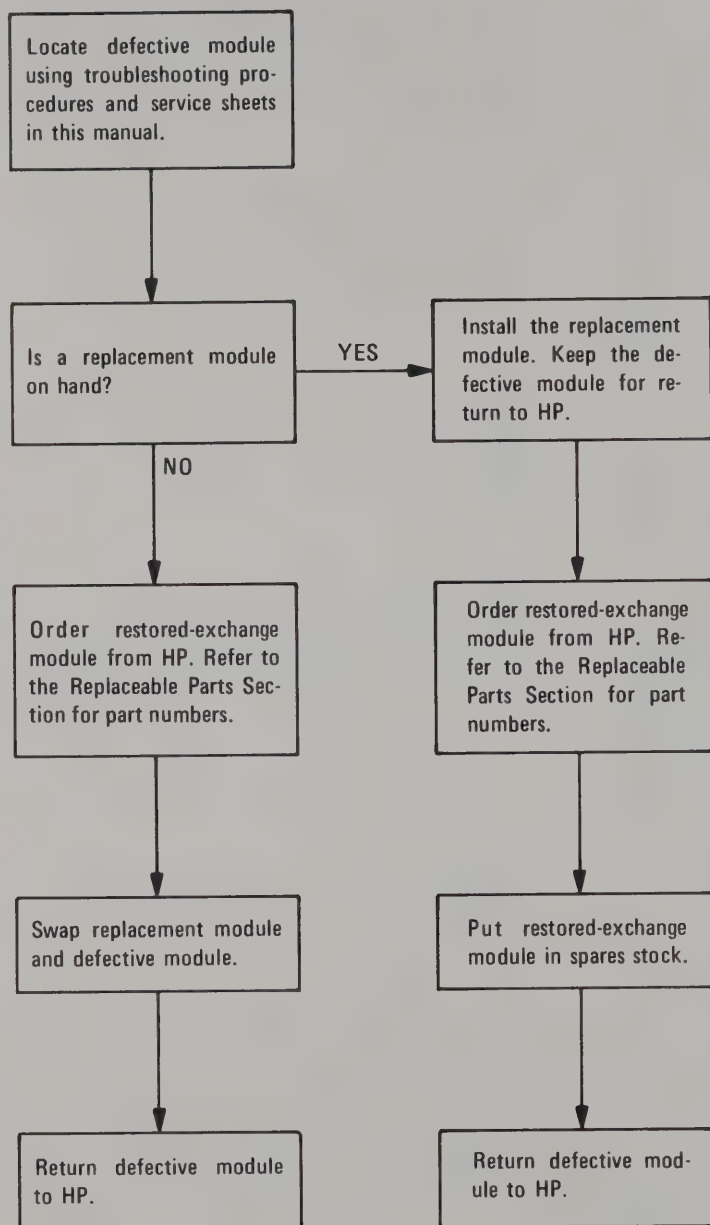 Locate defective module
using troubleshooting pro-
cedures and service sheets
in this manual.
Is a replacement module
on hand?
YES
Install the replacement
module. Keep the de-
fective module for re-
turn to HP.
NO
Order restored-exchange
module from HP. Refer to
the Replaceable Parts Sec-
tion for part numbers.
Order restored-exchange
module from HP. Re-
fer to the Replaceable
Parts Section for part
numbers.
Swap replacement module
and defective module.
Put restored-exchange
module in spares stock.
Return defective module
to HP.
Return defective mod-
ule to HP.